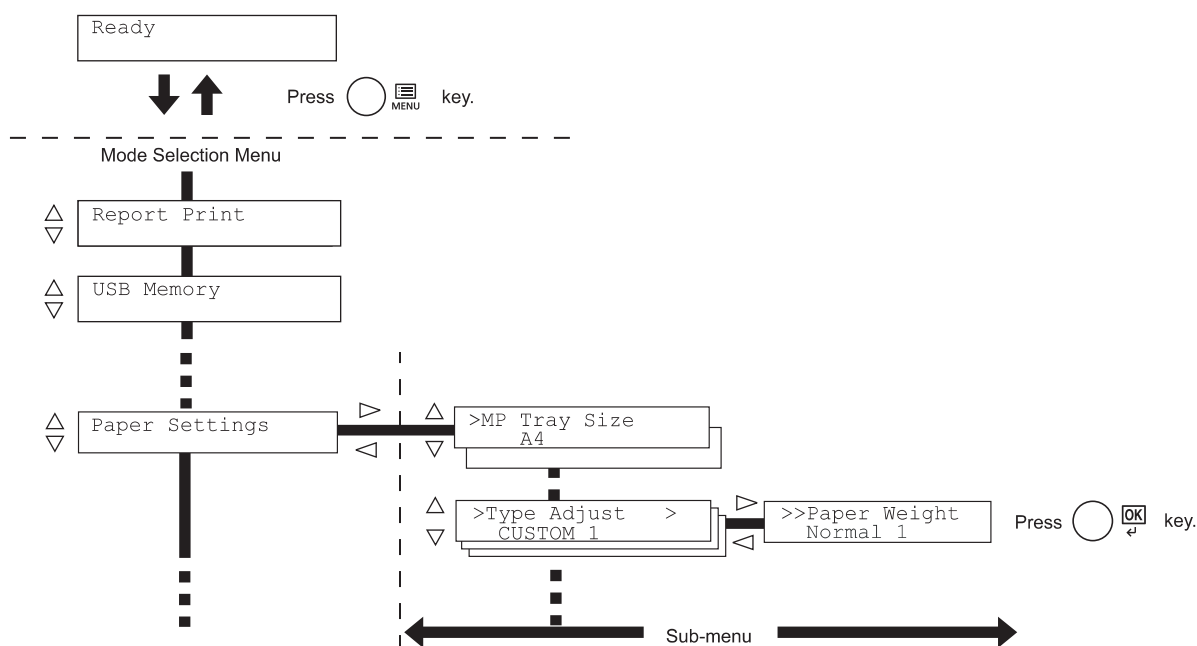 Ready
Press MENU key.
Mode Selection Menu
Report Print
USB Memory
Paper Settings
>MP Tray Size
A4
>Type Adjust >
CUSTOM 1
>>Paper Weight
Normal 1
Press OK key.
Sub-menu